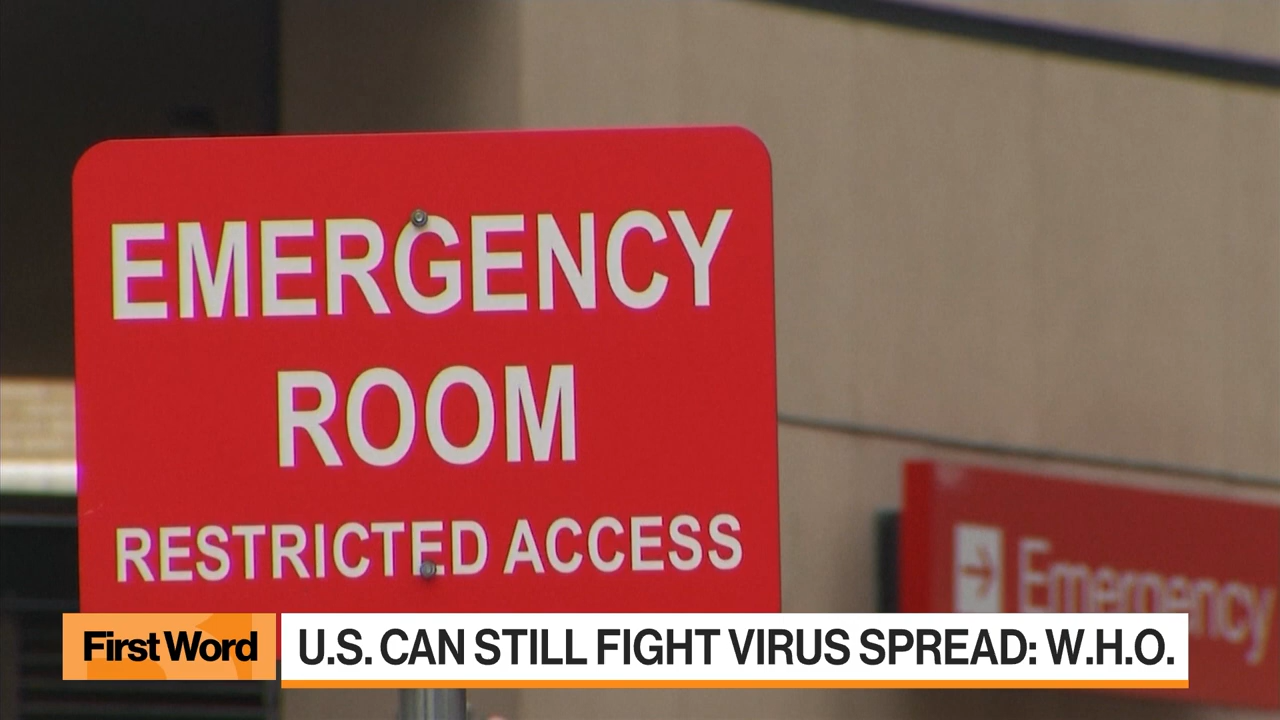 EMERGENCY
ROOM
RESTRICTED ACCESS
Emergency
First Word
U.S. CAN STILL FIGHT VIRUS SPREAD: W.H.O.